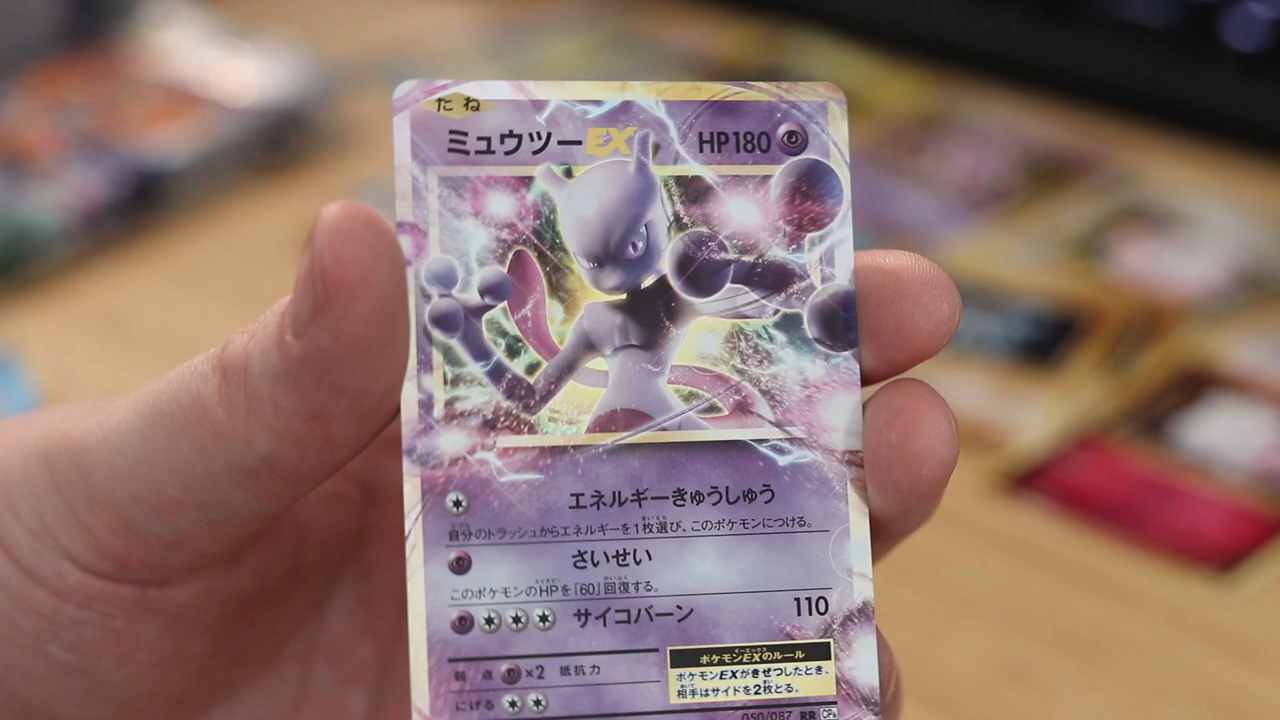 たね
ミュウツーEX HP180
エネルギーきゅうしゅう
自分のトラッシュからエネルギーを1枚選び、このポケモンにつける。
さいせい
このポケモンのHPを「60」回復する。
サイコバーン 110
弱点 ×2 抵抗力
ポケモンEXのルール
ポケモンEXがきぜつしたとき、
相手はサイドを2枚とる。
にげる
050/087 RR CP6